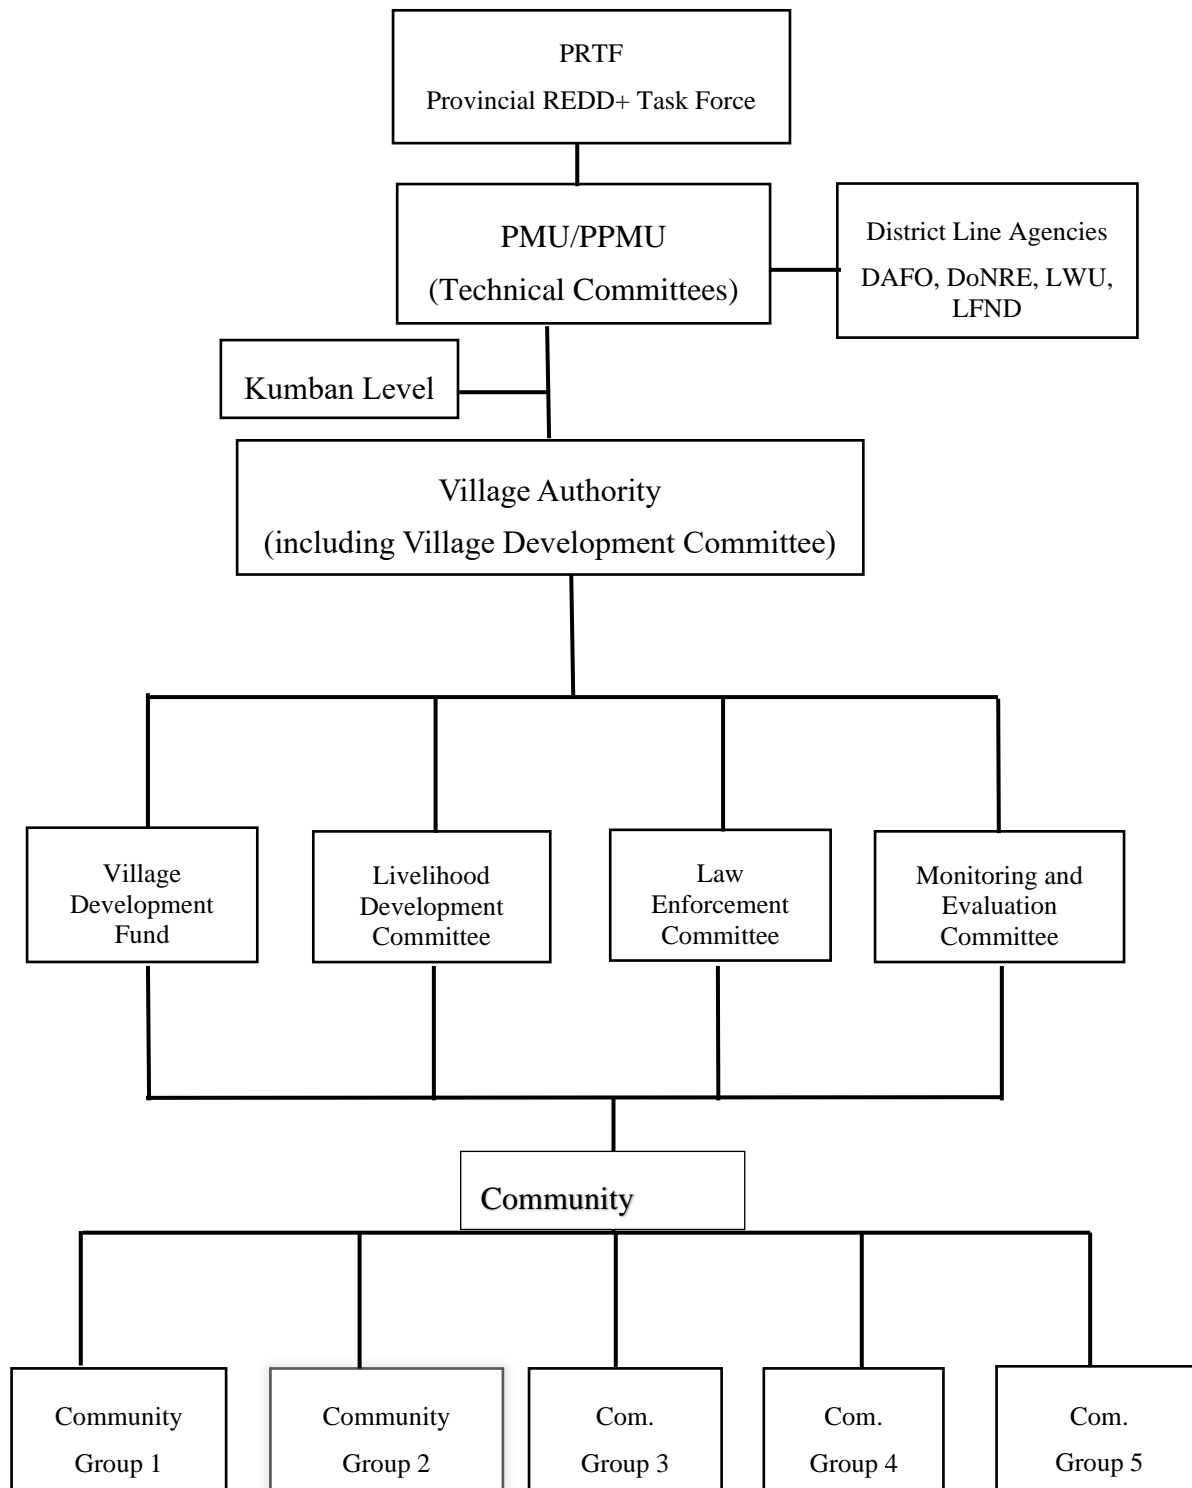 PRTF
Provincial REDD+ Task Force
PMU/PPMU
(Technical Committees)
District Line Agencies
DAFO, DoNRE, LWU,
LFND
Kumban Level
Village Authority
(including Village Development Committee)
Village
Development
Fund
Livelihood
Development
Committee
Law
Enforcement
Committee
Monitoring and
Evaluation
Committee
Community
Community
Group 1
Community
Group 2
Com.
Group 3
Com.
Group 4
Com.
Group 5